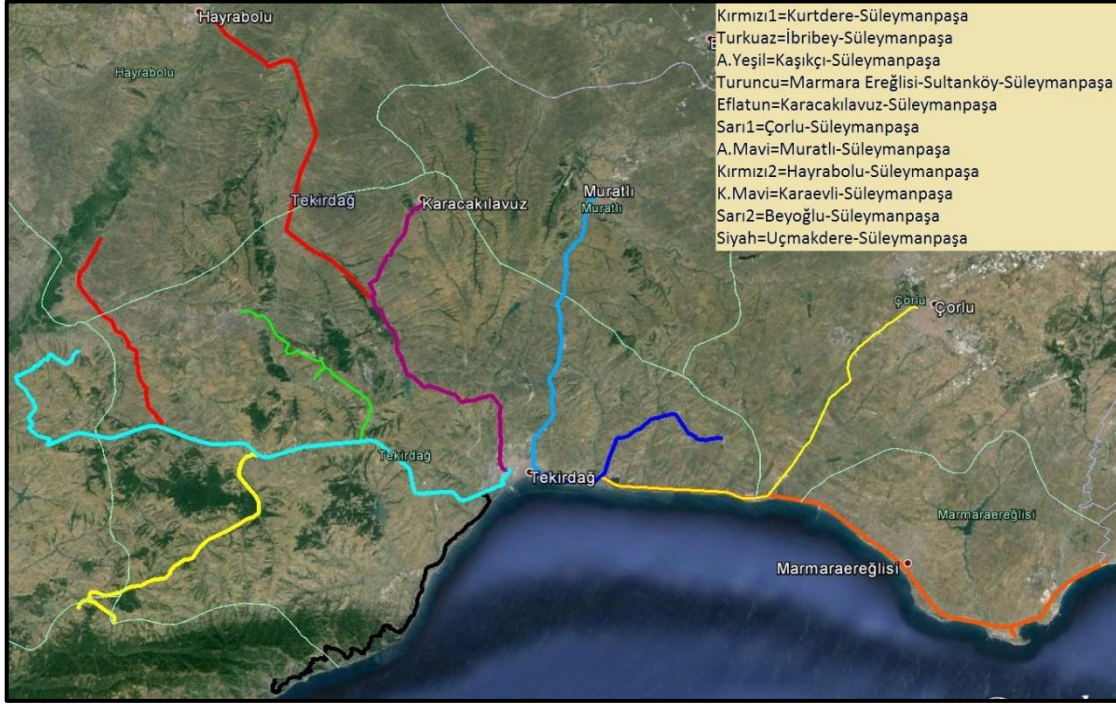 Kırmızı1=Kurtdere-Süleymanpaşa
Turkuaz=İbribey-Süleymanpaşa
A.Yeşil=Kaşıkçı-Süleymanpaşa
Turuncu=Marmara Ereğlisi-Sultanköy-Süleymanpaşa
Eflatun=Karacakılavuz-Süleymanpaşa
Sarı1=Çorlu-Süleymanpaşa
A.Mavi=Muratlı-Süleymanpaşa
Kırmızı2=Hayrabolu-Süleymanpaşa
K.Mavi=Karaevli-Süleymanpaşa
Sarı2=Beyoğlu-Süleymanpaşa
Siyah=Uçmakdere-Süleymanpaşa
Hayrabolu
Hayrabolu
Tekirdağ
Karacakılavuz
Muratlı
Muratlı
Çorlu
Çorlu
Tekirdağ
Tekirdağ
Marmaraereğlisi
Marmaraereğlisi